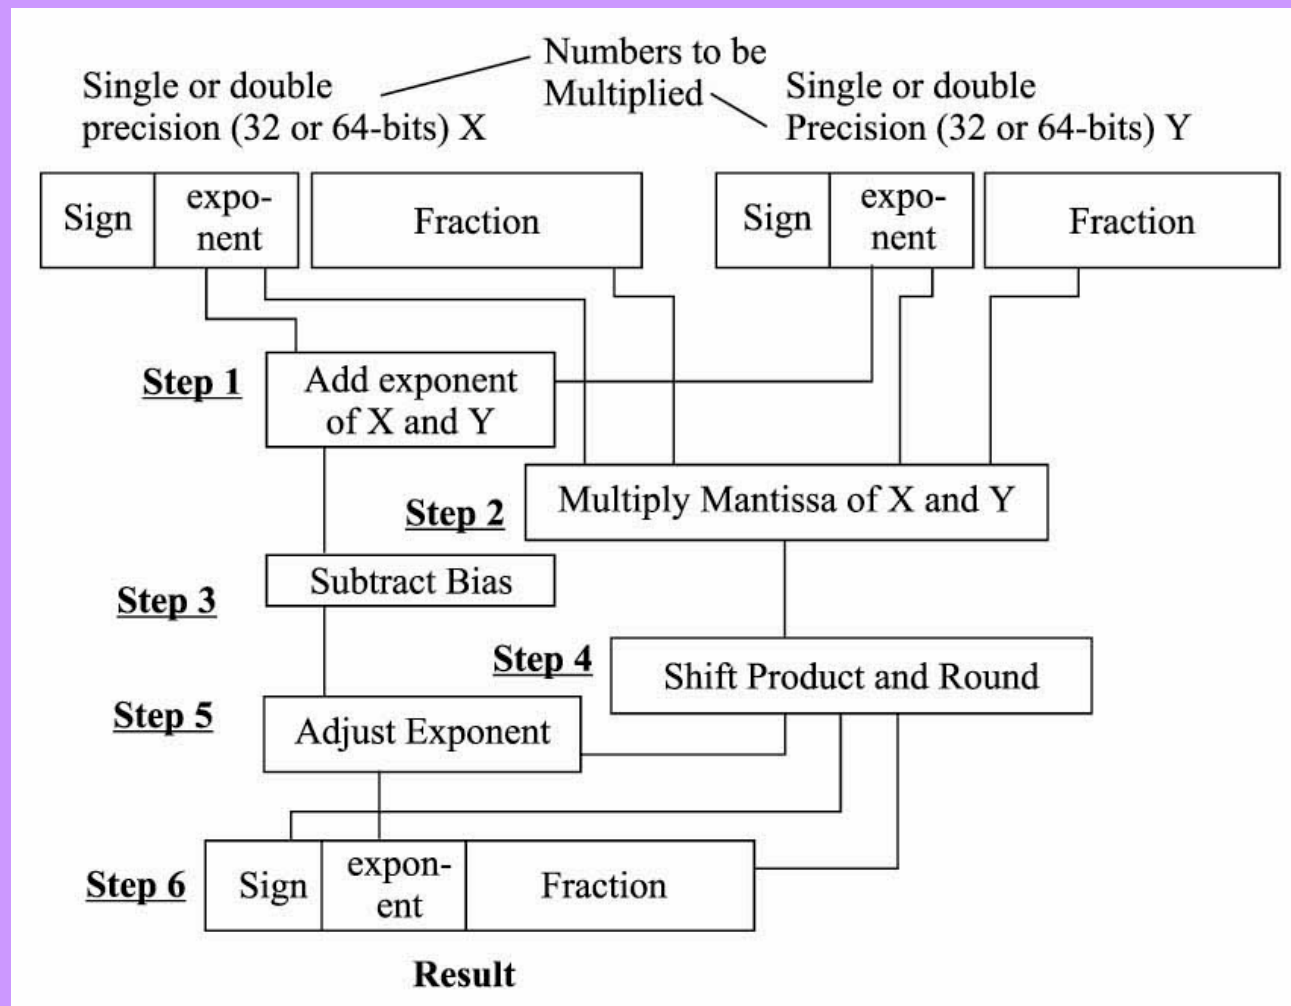 Numbers to be
Multiplied
Single or double
precision (32 or 64-bits) X
Single or double
Precision (32 or 64-bits) Y
Sign
expo-
nent
Fraction
Sign
expo-
nent
Fraction
Step 1
Add exponent
of X and Y
Step 2
Multiply Mantissa of X and Y
Step 3
Subtract Bias
Step 4
Shift Product and Round
Step 5
Adjust Exponent
Step 6
Sign
expon-
ent
Fraction
Result